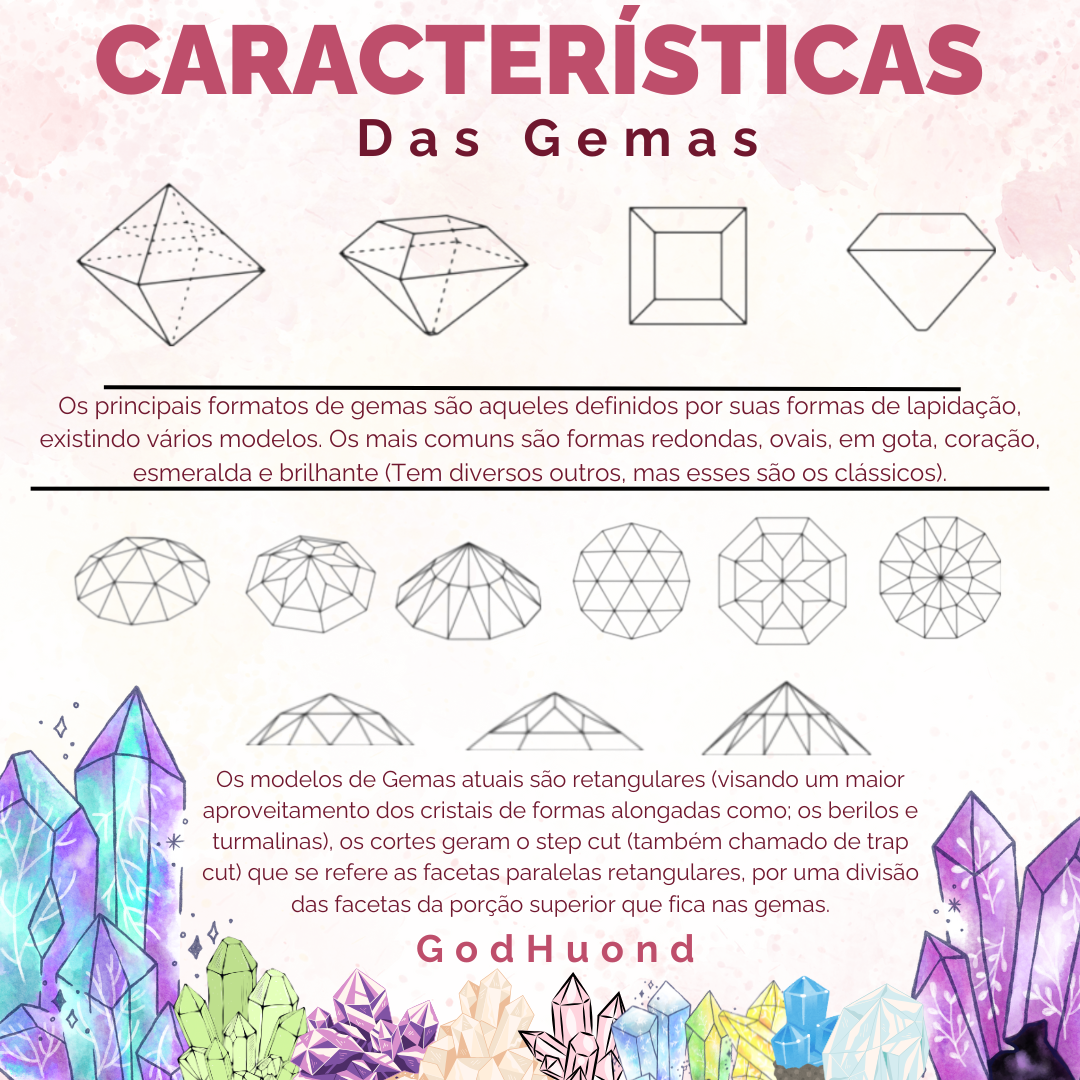 CARACTERÍSTICAS
Das Gemas
Os principais formatos de gemas são aqueles definidos por suas formas de lapidação,
existindo vários modelos. Os mais comuns são formas redondas, ovais, em gota, coração,
esmeralda e brilhante (Tem diversos outros, mas esses são os clássicos).
Os modelos de Gemas atuais são retangulares (visando um maior
aproveitamento dos cristais de formas alongadas como; os berilos e
turmalinas), os cortes geram o step cut (também chamado de trap
cut) que se refere as facetas paralelas retangulares, por uma divisão
das facetas da porção superior que fica nas gemas.
GodHuond